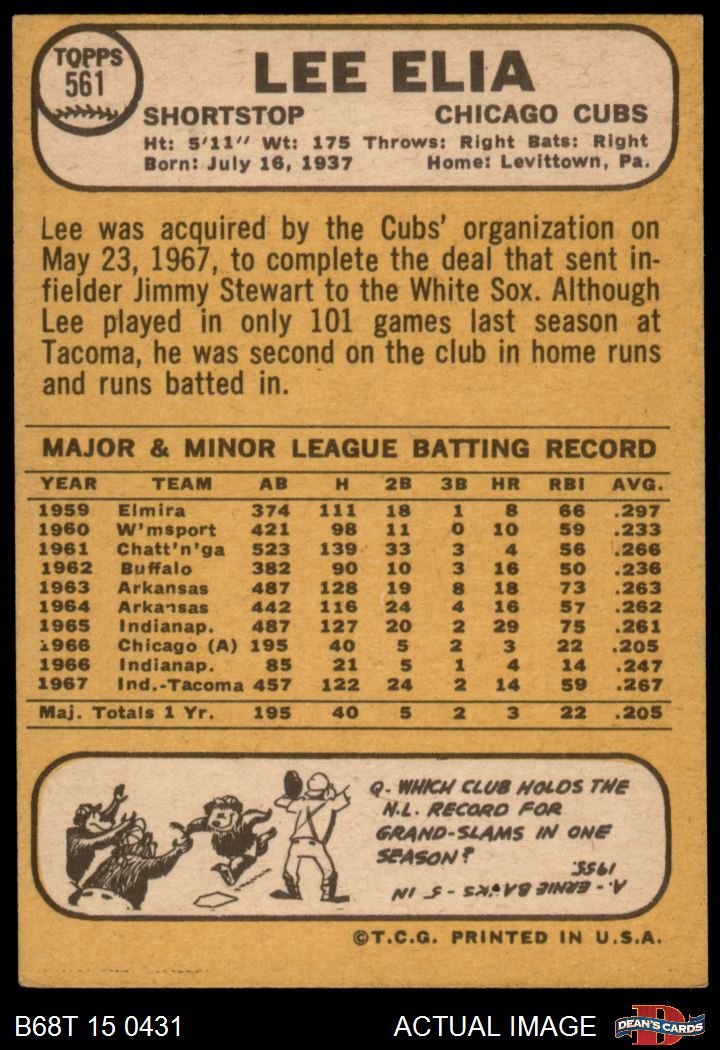 TOPPS
561
LEE ELIA
SHORTSTOP CHICAGO CUBS
Ht: 5'11" Wt: 175 Throws: Right Bats: Right
Born: July 16, 1937 Home: Levittown, Pa.
Lee was acquired by the Cubs' organization on
May 23, 1967, to complete the deal that sent in-
fielder Jimmy Stewart to the White Sox. Although
Lee played in only 101 games last season at
Tacoma, he was second on the club in home runs
and runs batted in.
MAJOR & MINOR LEAGUE BATTING RECORD
YEAR TEAM AB H 2B 3B HR RBI AVG.
1959 Elmira 374 111 18 1 8 66 .297
1960 W'msport 421 98 11 0 10 59 .233
1961 Chatt'n'ga 523 139 33 3 4 56 .266
1962 Buffalo 382 90 10 3 16 50 .236
1963 Arkansas 487 128 19 8 18 73 .263
1964 Arkansas 442 116 24 4 16 57 .262
1965 Indianap. 487 127 20 2 29 75 .261
1966 Chicago (A) 195 40 5 2 3 22 .205
1966 Indianap. 85 21 5 1 4 14 .247
1967 Ind.-Tacoma 457 122 24 2 14 59 .267
Maj. Totals 1 Yr. 195 40 5 2 3 22 .205
Q.- WHICH CLUB HOLDS THE
N.L. RECORD FOR
GRAND-SLAMS IN ONE
SEASON?
A.- ERNIE BANKS - 5 - IN
1955.
©T.C.G. PRINTED IN U.S.A.
B68T 15 0431 ACTUAL IMAGE D DEAN'S CARDS